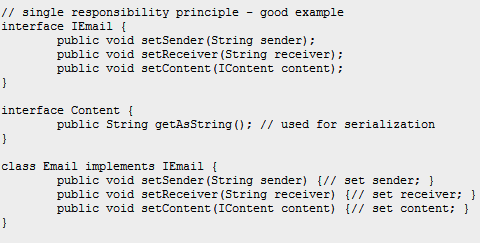 // single responsibility principle - good example
interface IEmail {
public void setSender(String sender);
public void setReceiver(String receiver);
public void setContent(IContent content);
}
interface Content {
public String getAsString(); // used for serialization
}
class Email implements IEmail {
public void setSender(String sender) {// set sender; }
public void setReceiver(String receiver) {// set receiver; }
public void setContent(IContent content) {// set content; }
}